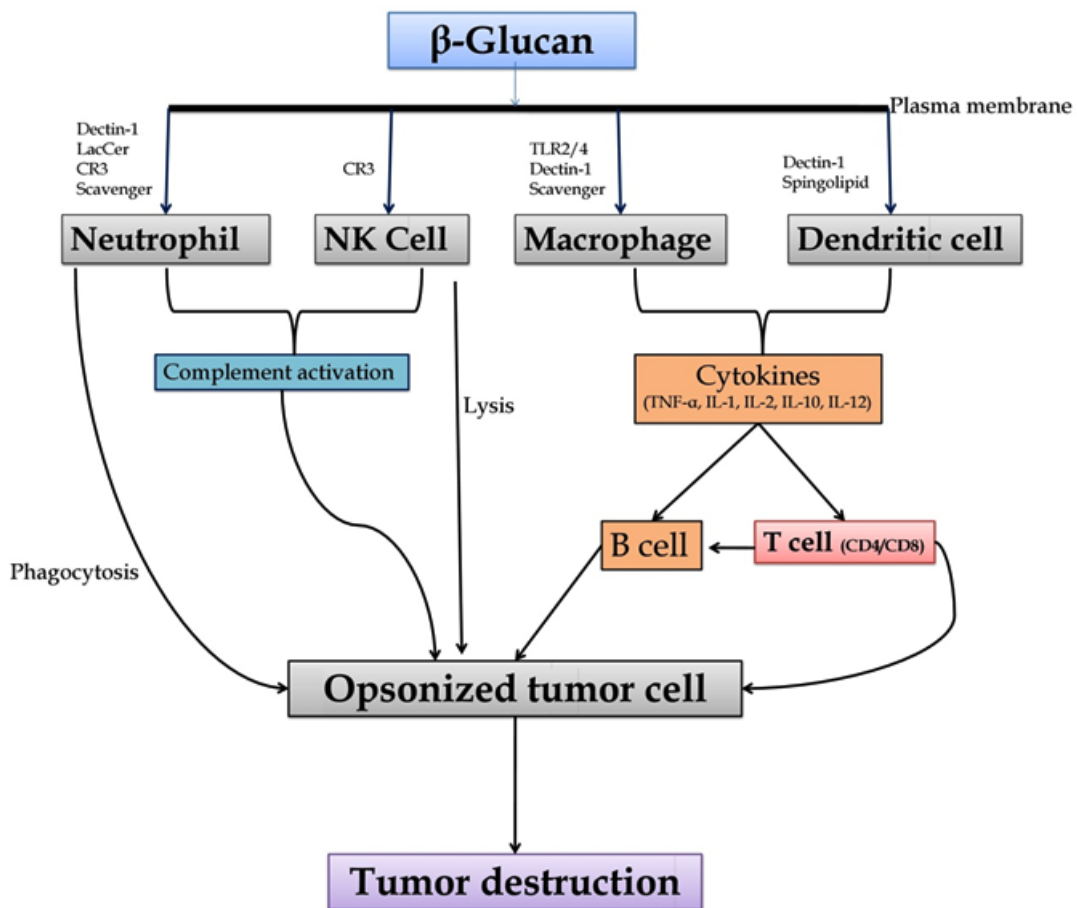 β-Glucan
Plasma membrane
Dectin-1
LacCer
CR3
Scavenger
CR3
TLR2/4
Dectin-1
Scavenger
Dectin-1
Spingolipid
Neutrophil
NK Cell
Macrophage
Dendritic cell
Complement activation
Lysis
Cytokines
(TNF-α, IL-1, IL-2, IL-10, IL-12)
B cell
T cell (CD4/CD8)
Phagocytosis
Opsonized tumor cell
Tumor destruction